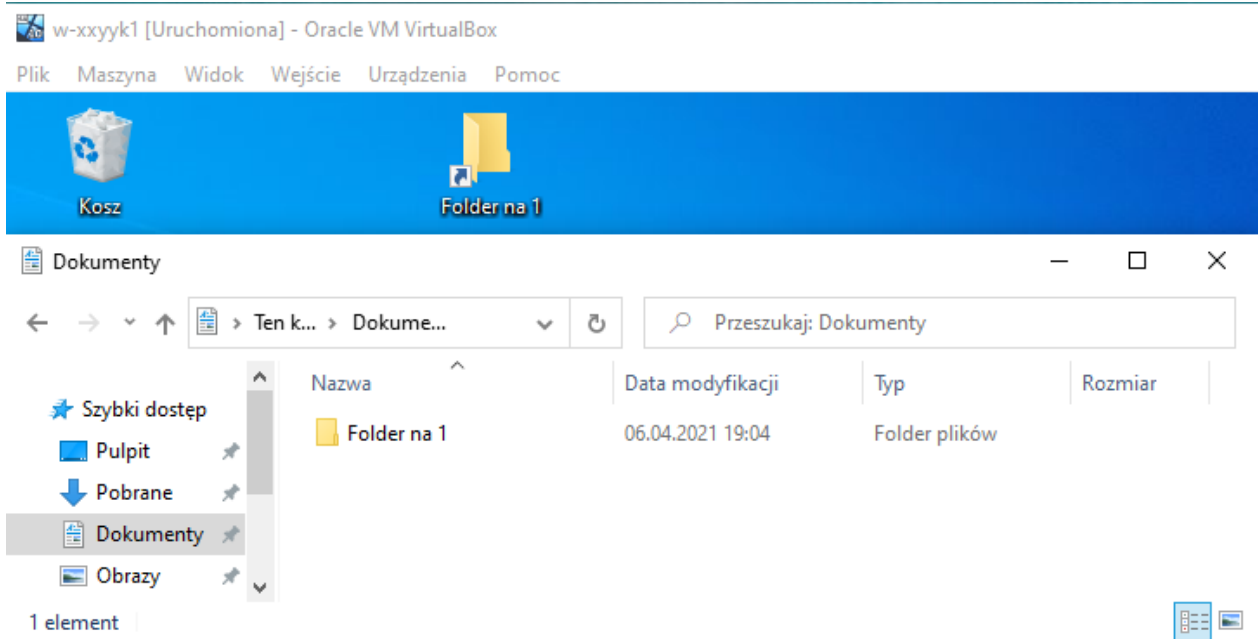 w-xxyyk1 [Uruchomiona] - Oracle VM VirtualBox
Plik Maszyna Widok Wejście Urządzenia Pomoc
Kosz Folder na 1
Dokumenty
Ten k... Dokume... Przeszukaj: Dokumenty
Nazwa Data modyfikacji Typ Rozmiar
Szybki dostęp
Folder na 1 06.04.2021 19:04 Folder plików
Pulpit
Pobrane
Dokumenty
Obrazy
1 element